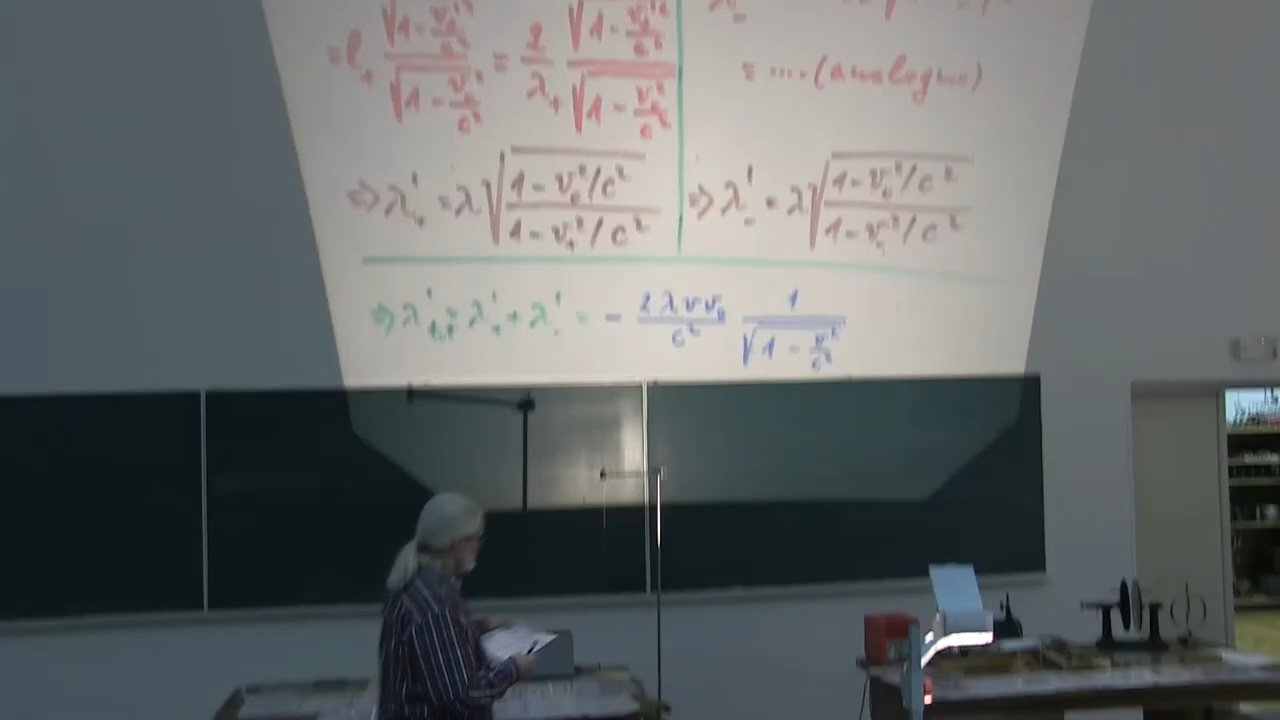 = l₊ √(1 - v₀²/c²) / √(1 - v₊²/c²) = 2/λ₊ √(1 - v₀²/c²) / √(1 - v₊²/c²)
= .... (analogue)
⇒ λ'₊ = λ √((1 - v₀²/c²) / (1 - v₊²/c²))
⇒ λ'₋ = λ √((1 - v₀²/c²) / (1 - v₋²/c²))
⇒ λ'tot = λ'₊ + λ'₋ = - (2λvv₀ / c²) (1 / √(1 - v²/c²))